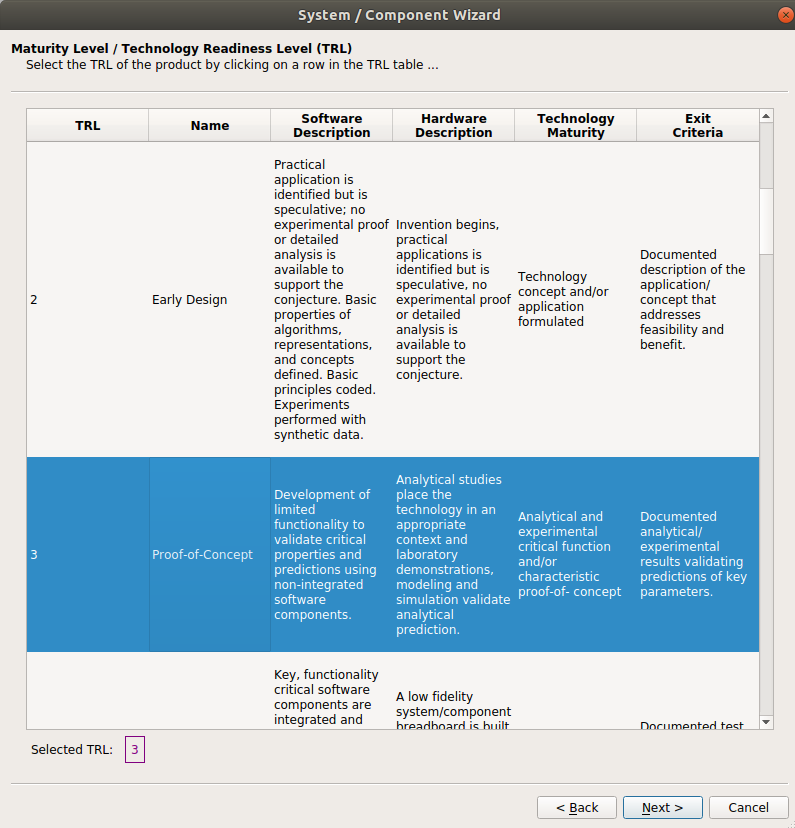 System / Component Wizard
Maturity Level / Technology Readiness Level (TRL)
Select the TRL of the product by clicking on a row in the TRL table ...
TRL
Name
Software
Description
Hardware
Description
Technology
Maturity
Exit
Criteria
2
Early Design
Practical
application is
identified but is
speculative; no
experimental proof
or detailed
analysis is
available to
support the
conjecture. Basic
properties of
algorithms,
representations,
and concepts
defined. Basic
principles coded.
Experiments
performed with
synthetic data.
Invention begins,
practical
applications is
identified but is
speculative, no
experimental proof
or detailed
analysis is
available to
support the
conjecture.
Technology
concept and/or
application
formulated
Documented
description of the
application/
concept that
addresses
feasibility and
benefit.
3
Proof-of-Concept
Development of
limited
functionality to
validate critical
properties and
predictions using
non-integrated
software
components.
Analytical studies
place the
technology in an
appropriate
context and
laboratory
demonstrations,
modeling and
simulation validate
analytical
prediction.
Analytical and
experimental
critical function
and/or
characteristic
proof-of- concept
Documented
analytical/
experimental
results validating
predictions of key
parameters.
Key, functionality
critical software
components are
integrated and
A low fidelity
system/component
breadboard is built
Documented test
Selected TRL: 3
< Back
Next >
Cancel